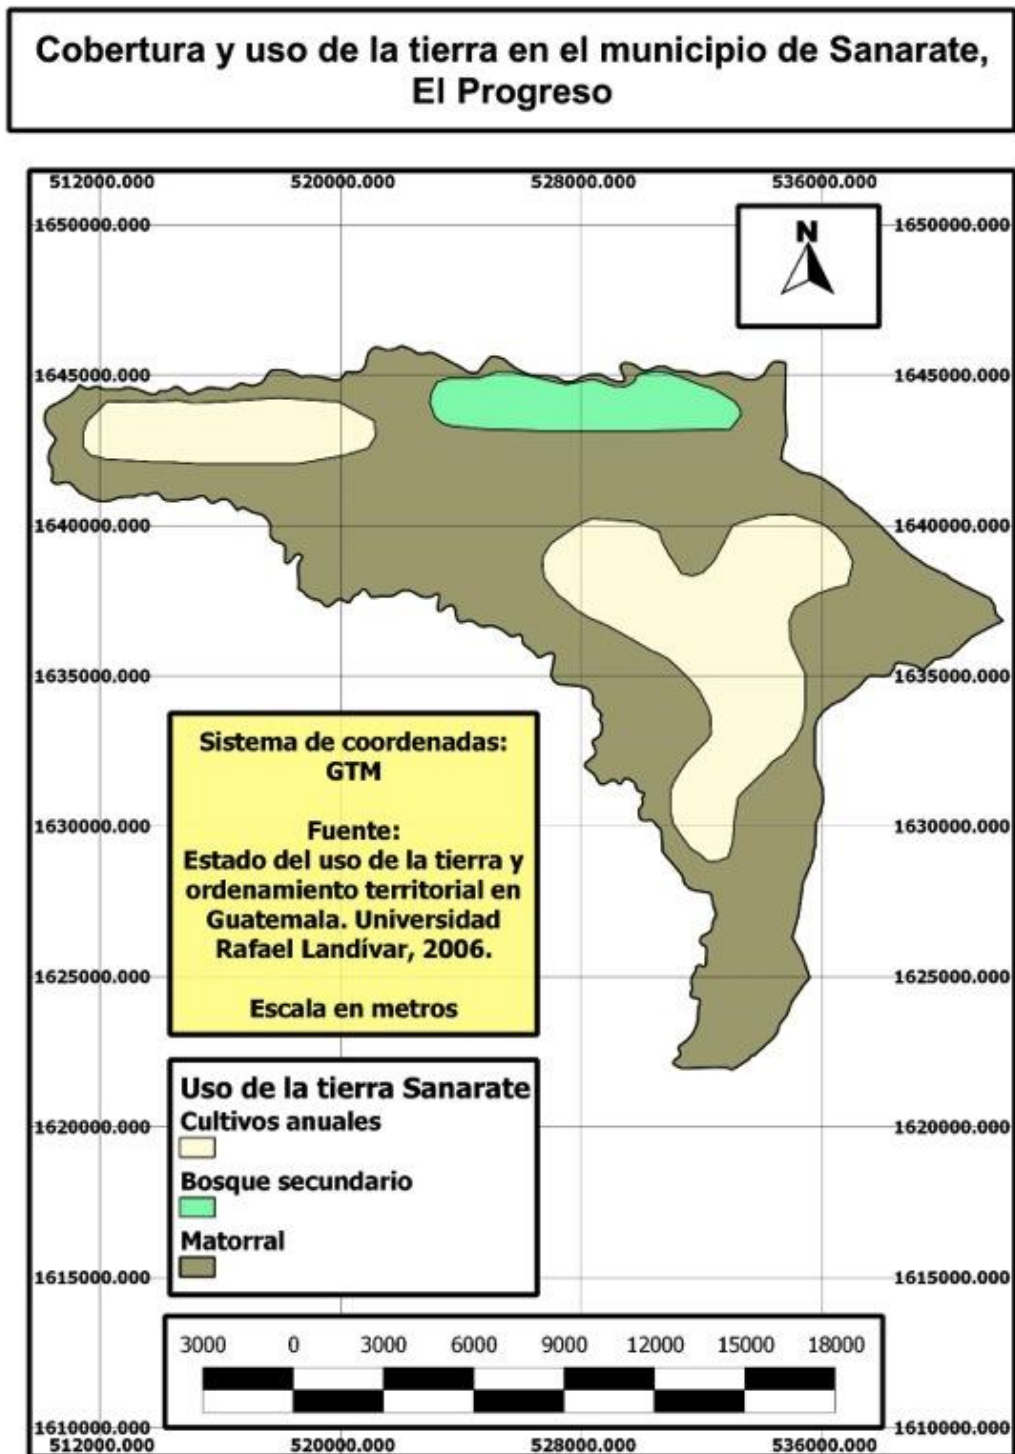 Cobertura y uso de la tierra en el municipio de Sanarate,
El Progreso
512000.000 520000.000 528000.000 536000.000
1650000.000 1650000.000
N
1645000.000 1645000.000
1640000.000 1640000.000
1635000.000 1635000.000
Sistema de coordenadas:
GTM
Fuente:
1630000.000 1630000.000
Estado del uso de la tierra y
ordenamiento territorial en
Guatemala. Universidad
Rafael Landívar, 2006.
1625000.000 1625000.000
Escala en metros
Uso de la tierra Sanarate
Cultivos anuales
1620000.000 1620000.000
Bosque secundario
Matorral
1615000.000 1615000.000
3000 0 3000 6000 9000 12000 15000 18000
1610000.000 1610000.000
512000.000 520000.000 528000.000 536000.000